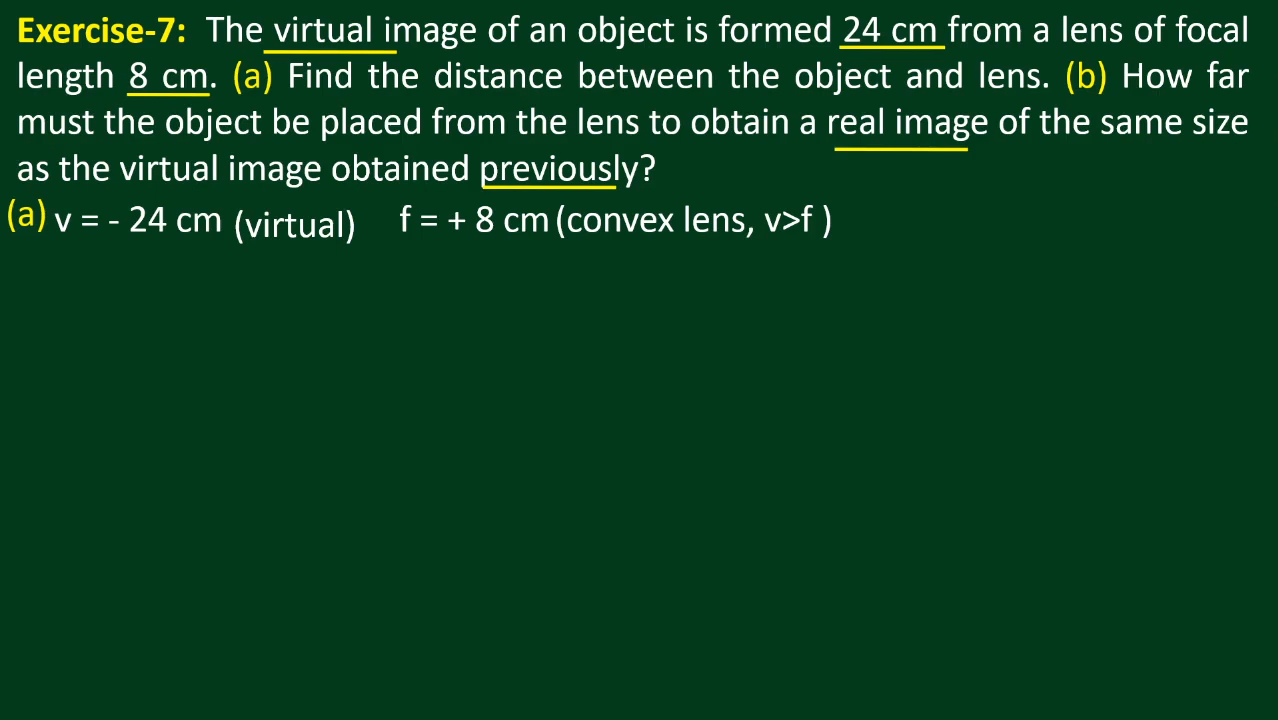 Exercise-7: The virtual image of an object is formed 24 cm from a lens of focal
length 8 cm. (a) Find the distance between the object and lens. (b) How far
must the object be placed from the lens to obtain a real image of the same size
as the virtual image obtained previously?
(a) v = - 24 cm (virtual) f = + 8 cm (convex lens, v>f )